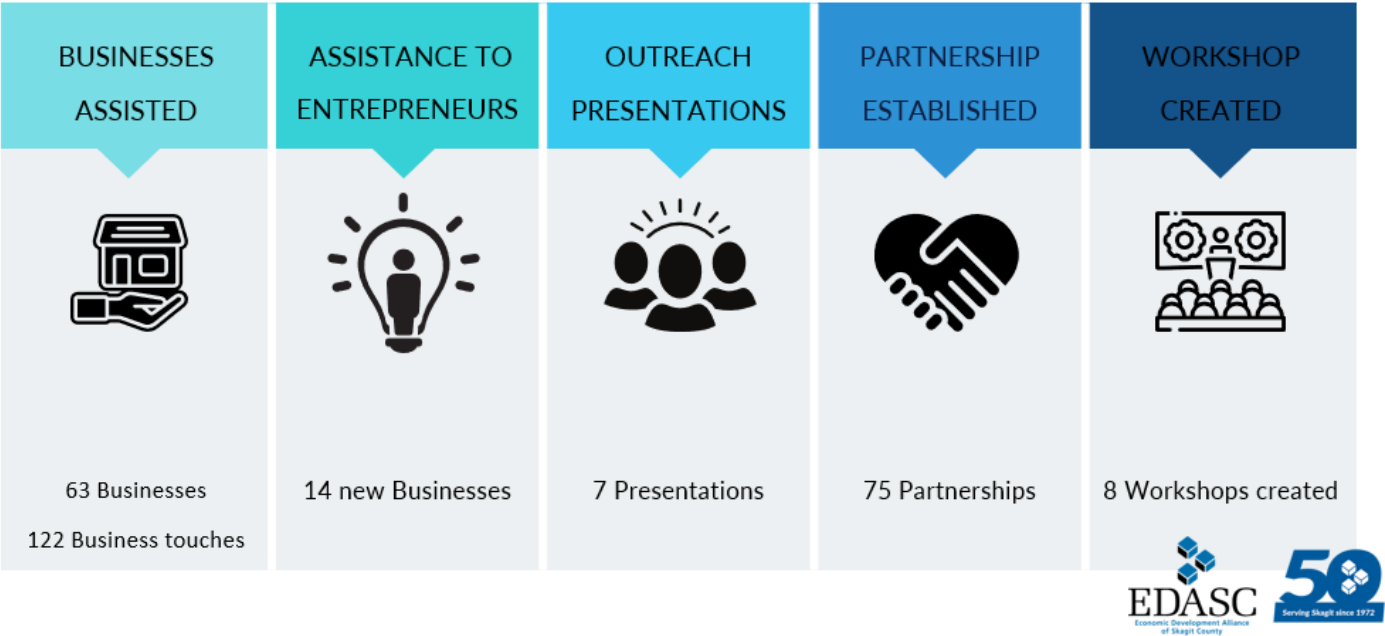 BUSINESSES
ASSISTED
63 Businesses
122 Business touches
ASSISTANCE TO
ENTREPRENEURS
14 new Businesses
OUTREACH
PRESENTATIONS
7 Presentations
PARTNERSHIP
ESTABLISHED
75 Partnerships
WORKSHOP
CREATED
8 Workshops created
EDASC
Economic Development Alliance
of Skagit County
50
Serving Skagit since 1972